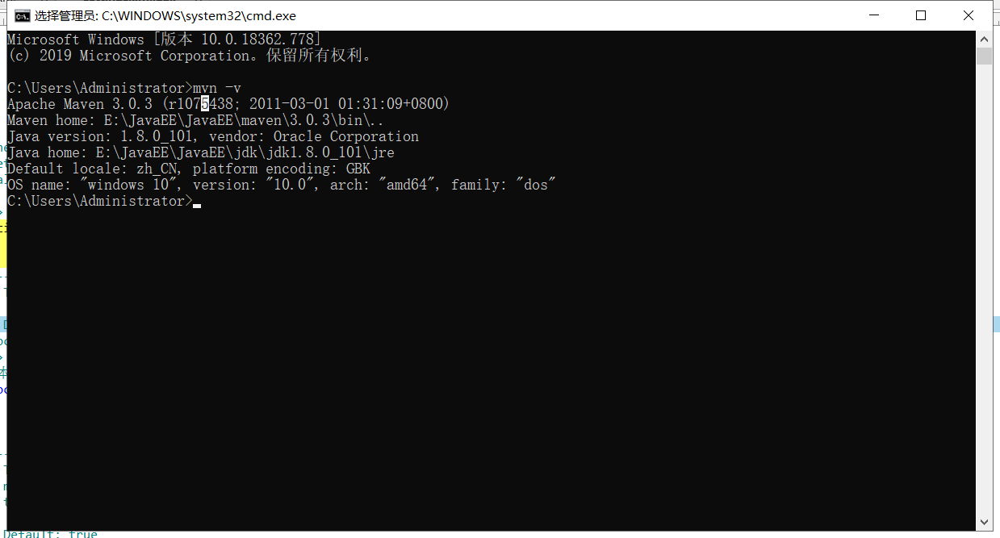 选择管理员: C:\WINDOWS\system32\cmd.exe
Microsoft Windows [版本 10.0.18362.778]
(c) 2019 Microsoft Corporation。保留所有权利。
C:\Users\Administrator>mvn -v
Apache Maven 3.0.3 (r1075438; 2011-03-01 01:31:09+0800)
Maven home: E:\JavaEE\JavaEE\maven\3.0.3\bin\..
Java version: 1.8.0_101, vendor: Oracle Corporation
Java home: E:\JavaEE\JavaEE\jdk\jdk1.8.0_101\jre
Default locale: zh_CN, platform encoding: GBK
OS name: "windows 10", version: "10.0", arch: "amd64", family: "dos"
C:\Users\Administrator>
Default: true